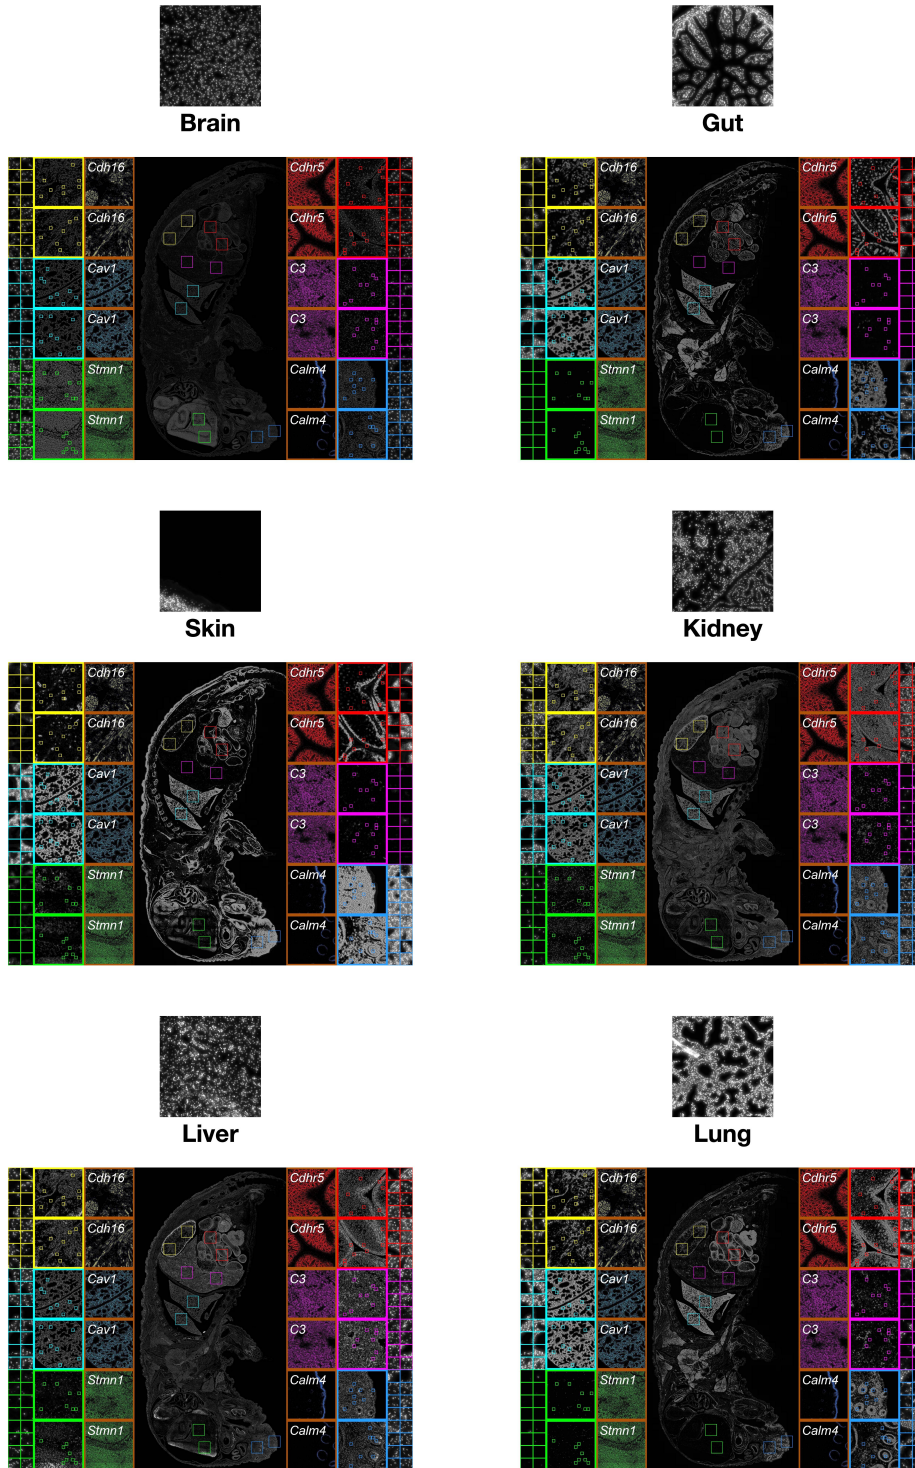 Brain
Gut
Cdh16
Cdhr5
Cdh16
Cdhr5
Cdh16
Cdhr5
Cdh16
Cdhr5
Cav1
C3
Cav1
C3
Cav1
C3
Cav1
C3
Stmn1
Calm4
Stmn1
Calm4
Stmn1
Calm4
Stmn1
Calm4
Skin
Kidney
Cdh16
Cdhr5
Cdh16
Cdhr5
Cdh16
Cdhr5
Cdh16
Cdhr5
Cav1
C3
Cav1
C3
Cav1
C3
Cav1
C3
Stmn1
Calm4
Stmn1
Calm4
Stmn1
Calm4
Stmn1
Calm4
Liver
Lung
Cdh16
Cdhr5
Cdh16
Cdhr5
Cdh16
Cdhr5
Cdh16
Cdhr5
Cav1
C3
Cav1
C3
Cav1
C3
Cav1
C3
Stmn1
Calm4
Stmn1
Calm4
Stmn1
Calm4
Stmn1
Calm4